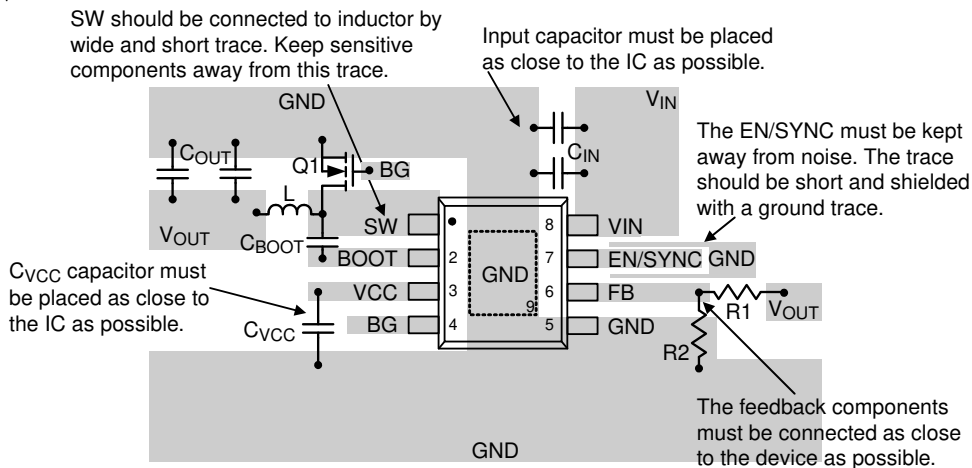 SW should be connected to inductor by
wide and short trace. Keep sensitive
components away from this trace.
Input capacitor must be placed
as close to the IC as possible.
GND
VIN
The EN/SYNC must be kept
away from noise. The trace
should be short and shielded
with a ground trace.
COUT
Q1
BG
CIN
L
SW
8
VIN
VOUT
CBOOT
BOOT
2
GND
7
EN/SYNC
GND
CVCC capacitor must
be placed as close to
the IC as possible.
VCC
3
9
6
FB
R1
VOUT
CVCC
BG
4
5
GND
R2
The feedback components
must be connected as close
to the device as possible.
GND